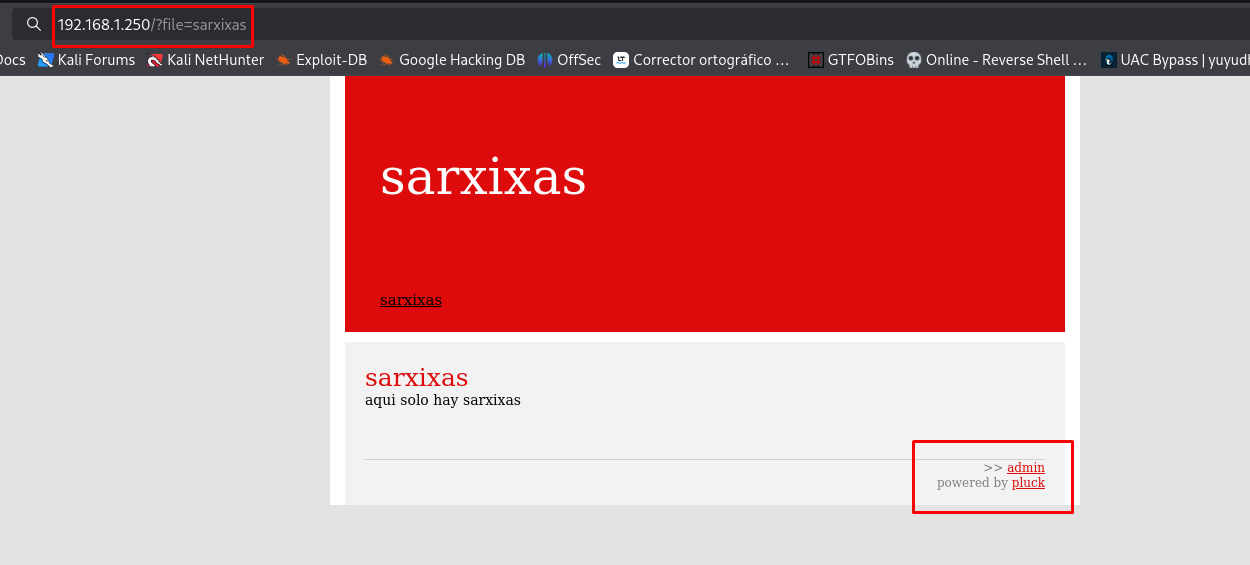 192.168.1.250/?file=sarxixas
Docs Kali Forums Kali NetHunter Exploit-DB Google Hacking DB OffSec Corrector ortográfico … GTFOBins Online - Reverse Shell … UAC Bypass | yuyudh
sarxixas
sarxixas
sarxixas
aqui solo hay sarxixas
>> admin
powered by pluck